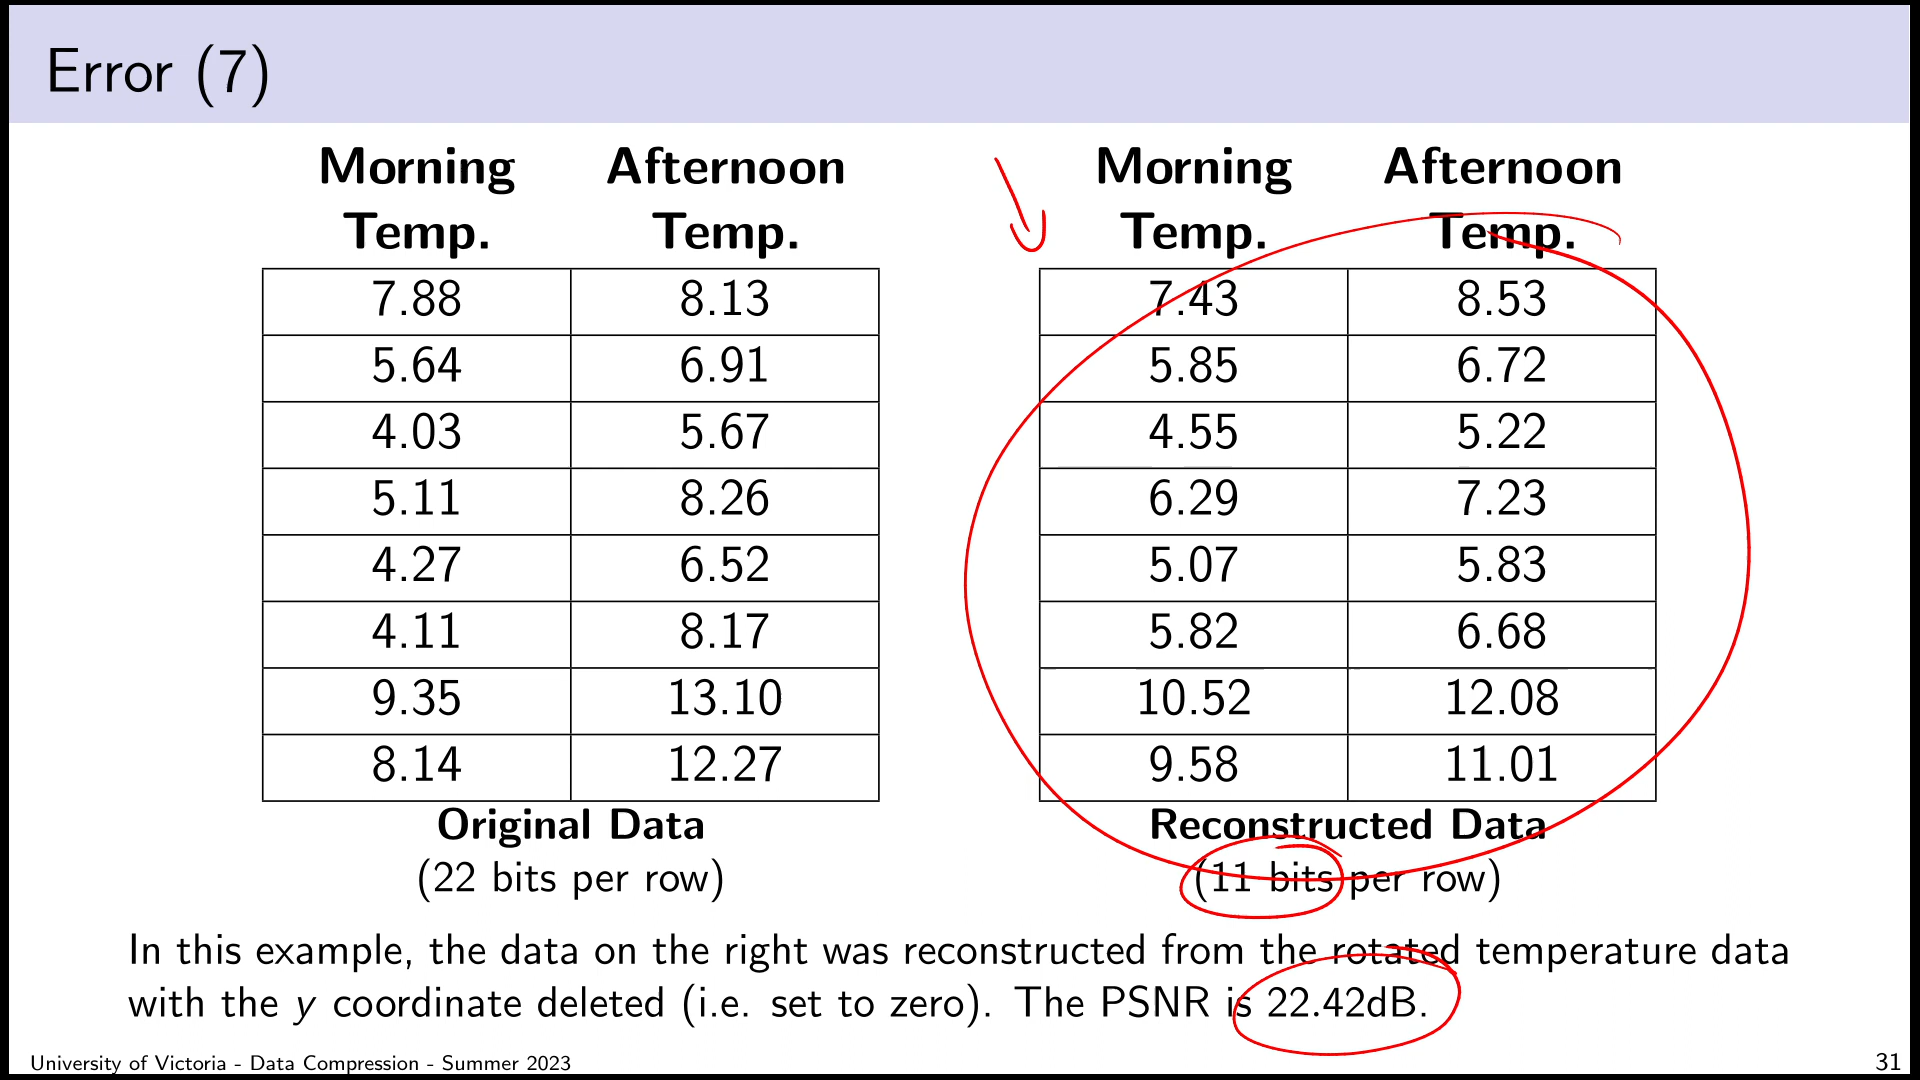 Error (7)
Morning Afternoon Morning Afternoon
Temp. Temp. Temp. Temp.
7.88 8.13 7.43 8.53
5.64 6.91 5.85 6.72
4.03 5.67 4.55 5.22
5.11 8.26 6.29 7.23
4.27 6.52 5.07 5.83
4.11 8.17 5.82 6.68
9.35 13.10 10.52 12.08
8.14 12.27 9.58 11.01
Original Data Reconstructed Data
(22 bits per row) (11 bits per row)
In this example, the data on the right was reconstructed from the rotated temperature data
with the y coordinate deleted (i.e. set to zero). The PSNR is 22.42dB.
University of Victoria - Data Compression - Summer 2023 31